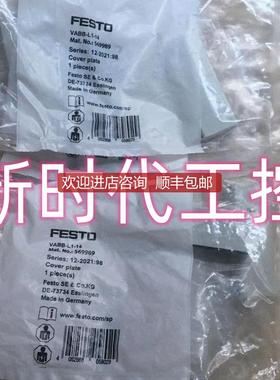 FESTO
VABB-L1-14
Mat. No.: 569989
Series: 12-2021:98
Cover plate
1 piece(s)
Festo SE & Co.KG
DE-73734 Esslingen
Made in Germany
www.festo.com/sp
欢迎进店咨询 顺丰包邮!
新时代工控
FESTO
VABB-L1-14
Mat. No.: 569989
Series: 12-2021:98
Cover plate
1 piece(s)
Festo SE & Co.KG
DE-73734 Esslingen
Made in Germany
www.festo.com/sp